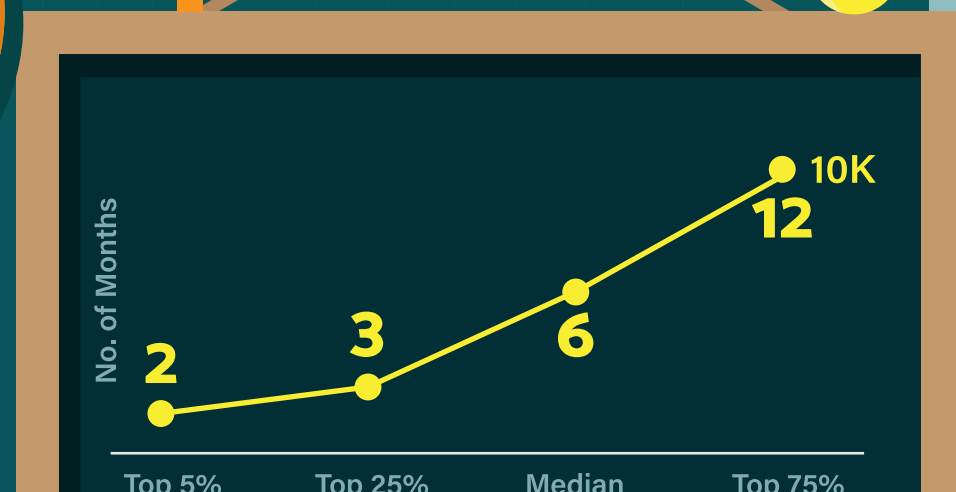 10K
12
No. of Months
3
6
2
Top 5%
Top 25%
Median
Top 75%